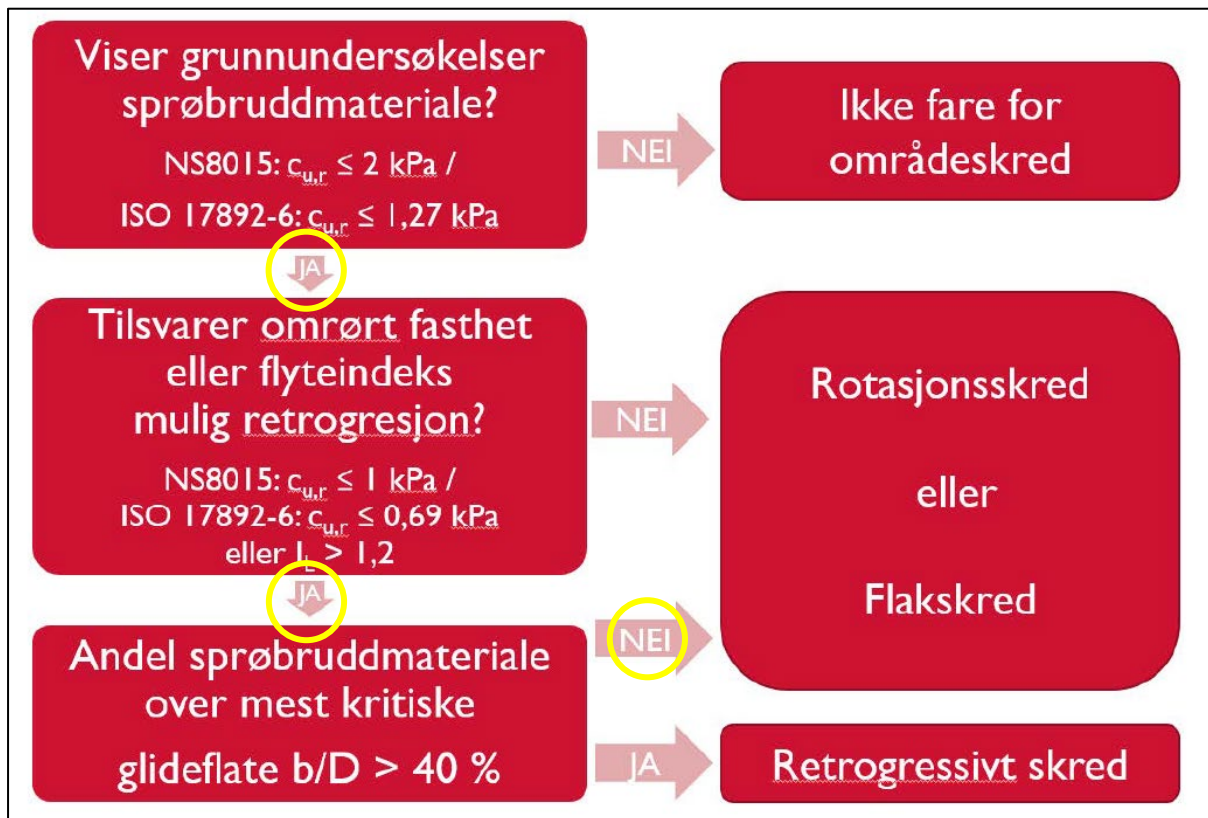 Viser grunnundersøkelser
sprøbruddmateriale?
NS8015: cu,r ≤ 2 kPa /
ISO 17892-6: cu,r ≤ 1,27 kPa
NEI
Ikke fare for
områdeskred
JA
Tilsvarer omrørt fasthet
eller flyteindeks
mulig retrogresjon?
NS8015: cu,r ≤ 1 kPa /
ISO 17892-6: cu,r ≤ 0,69 kPa
eller IL > 1,2
NEI
Rotasjonsskred
eller
Flakskred
JA
Andel sprøbruddmateriale
over mest kritiske
glideflate b/D > 40 %
NEI
JA
Retrogressivt skred